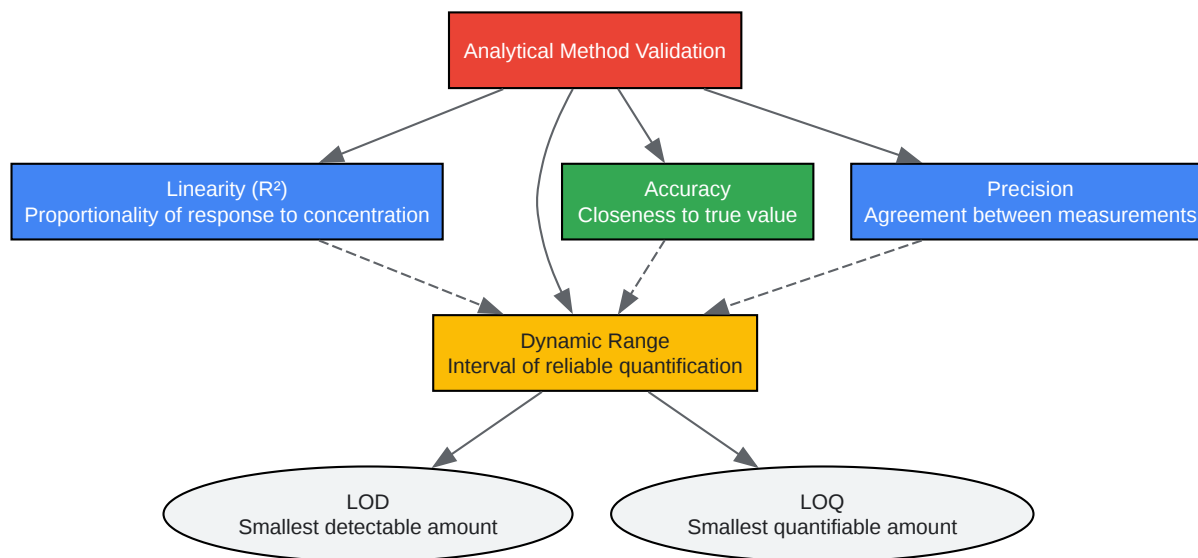 Analytical Method Validation
Linearity (R²)
Proportionality of response to concentration
Accuracy
Closeness to true value
Precision
Agreement between measurements
Dynamic Range
Interval of reliable quantification
LOD
Smallest detectable amount
LOQ
Smallest quantifiable amount